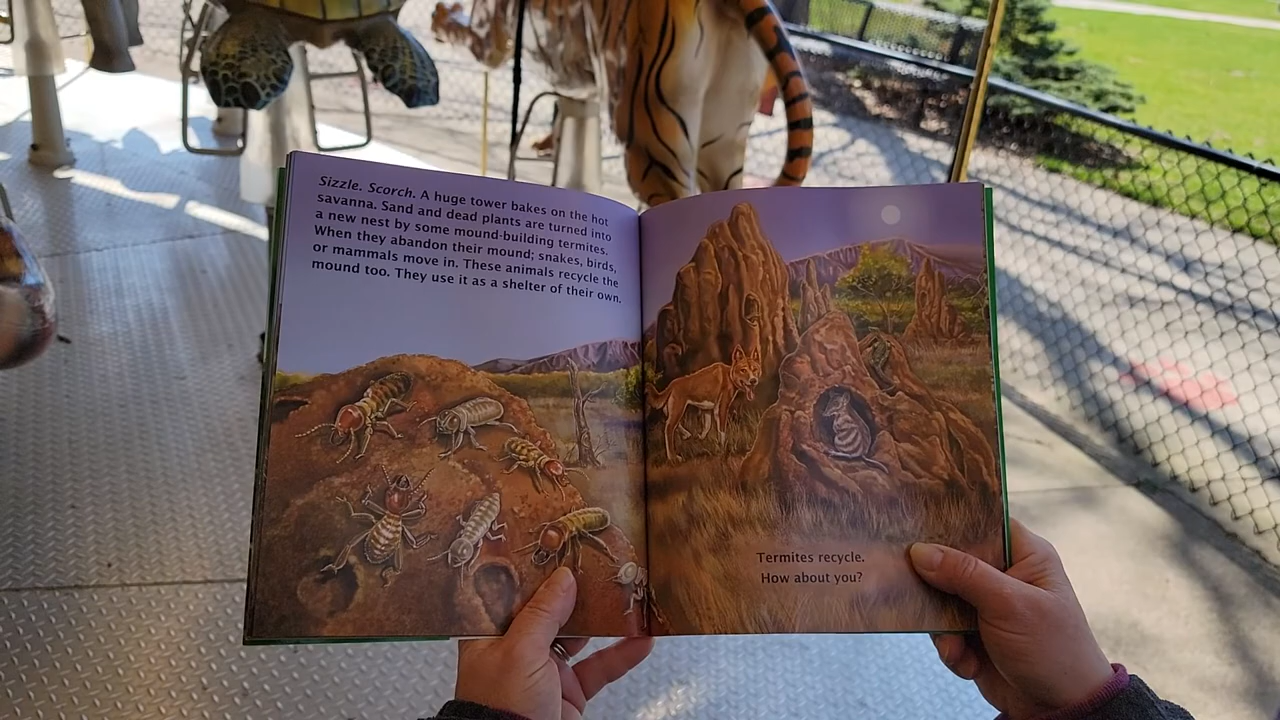 Sizzle. Scorch. A huge tower bakes on the hot
savanna. Sand and dead plants are turned into
a new nest by some mound-building termites.
When they abandon their mound; snakes, birds,
or mammals move in. These animals recycle the
mound too. They use it as a shelter of their own.
Termites recycle.
How about you?